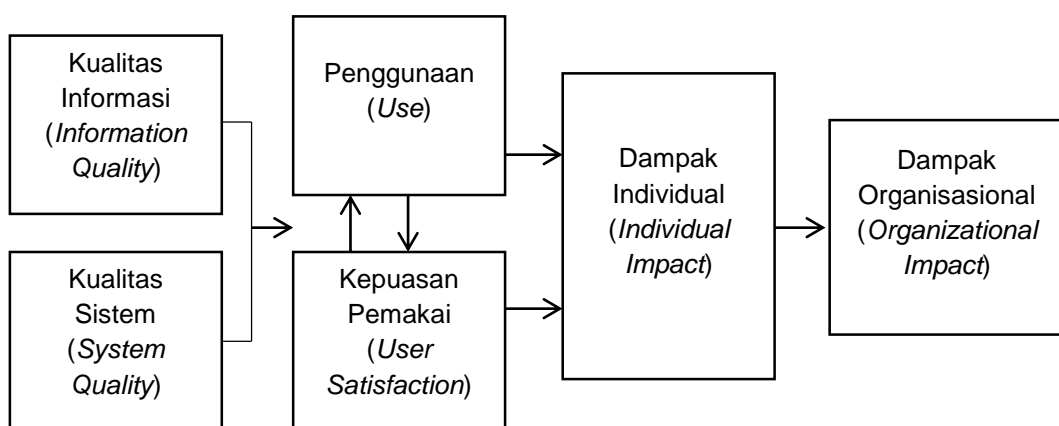 Kualitas
Informasi
(Information
Quality)
Kualitas
Sistem
(System
Quality)
Penggunaan
(Use)
Kepuasan
Pemakai
(User
Satisfaction)
Dampak
Individual
(Individual
Impact)
Dampak
Organisasional
(Organizational
Impact)